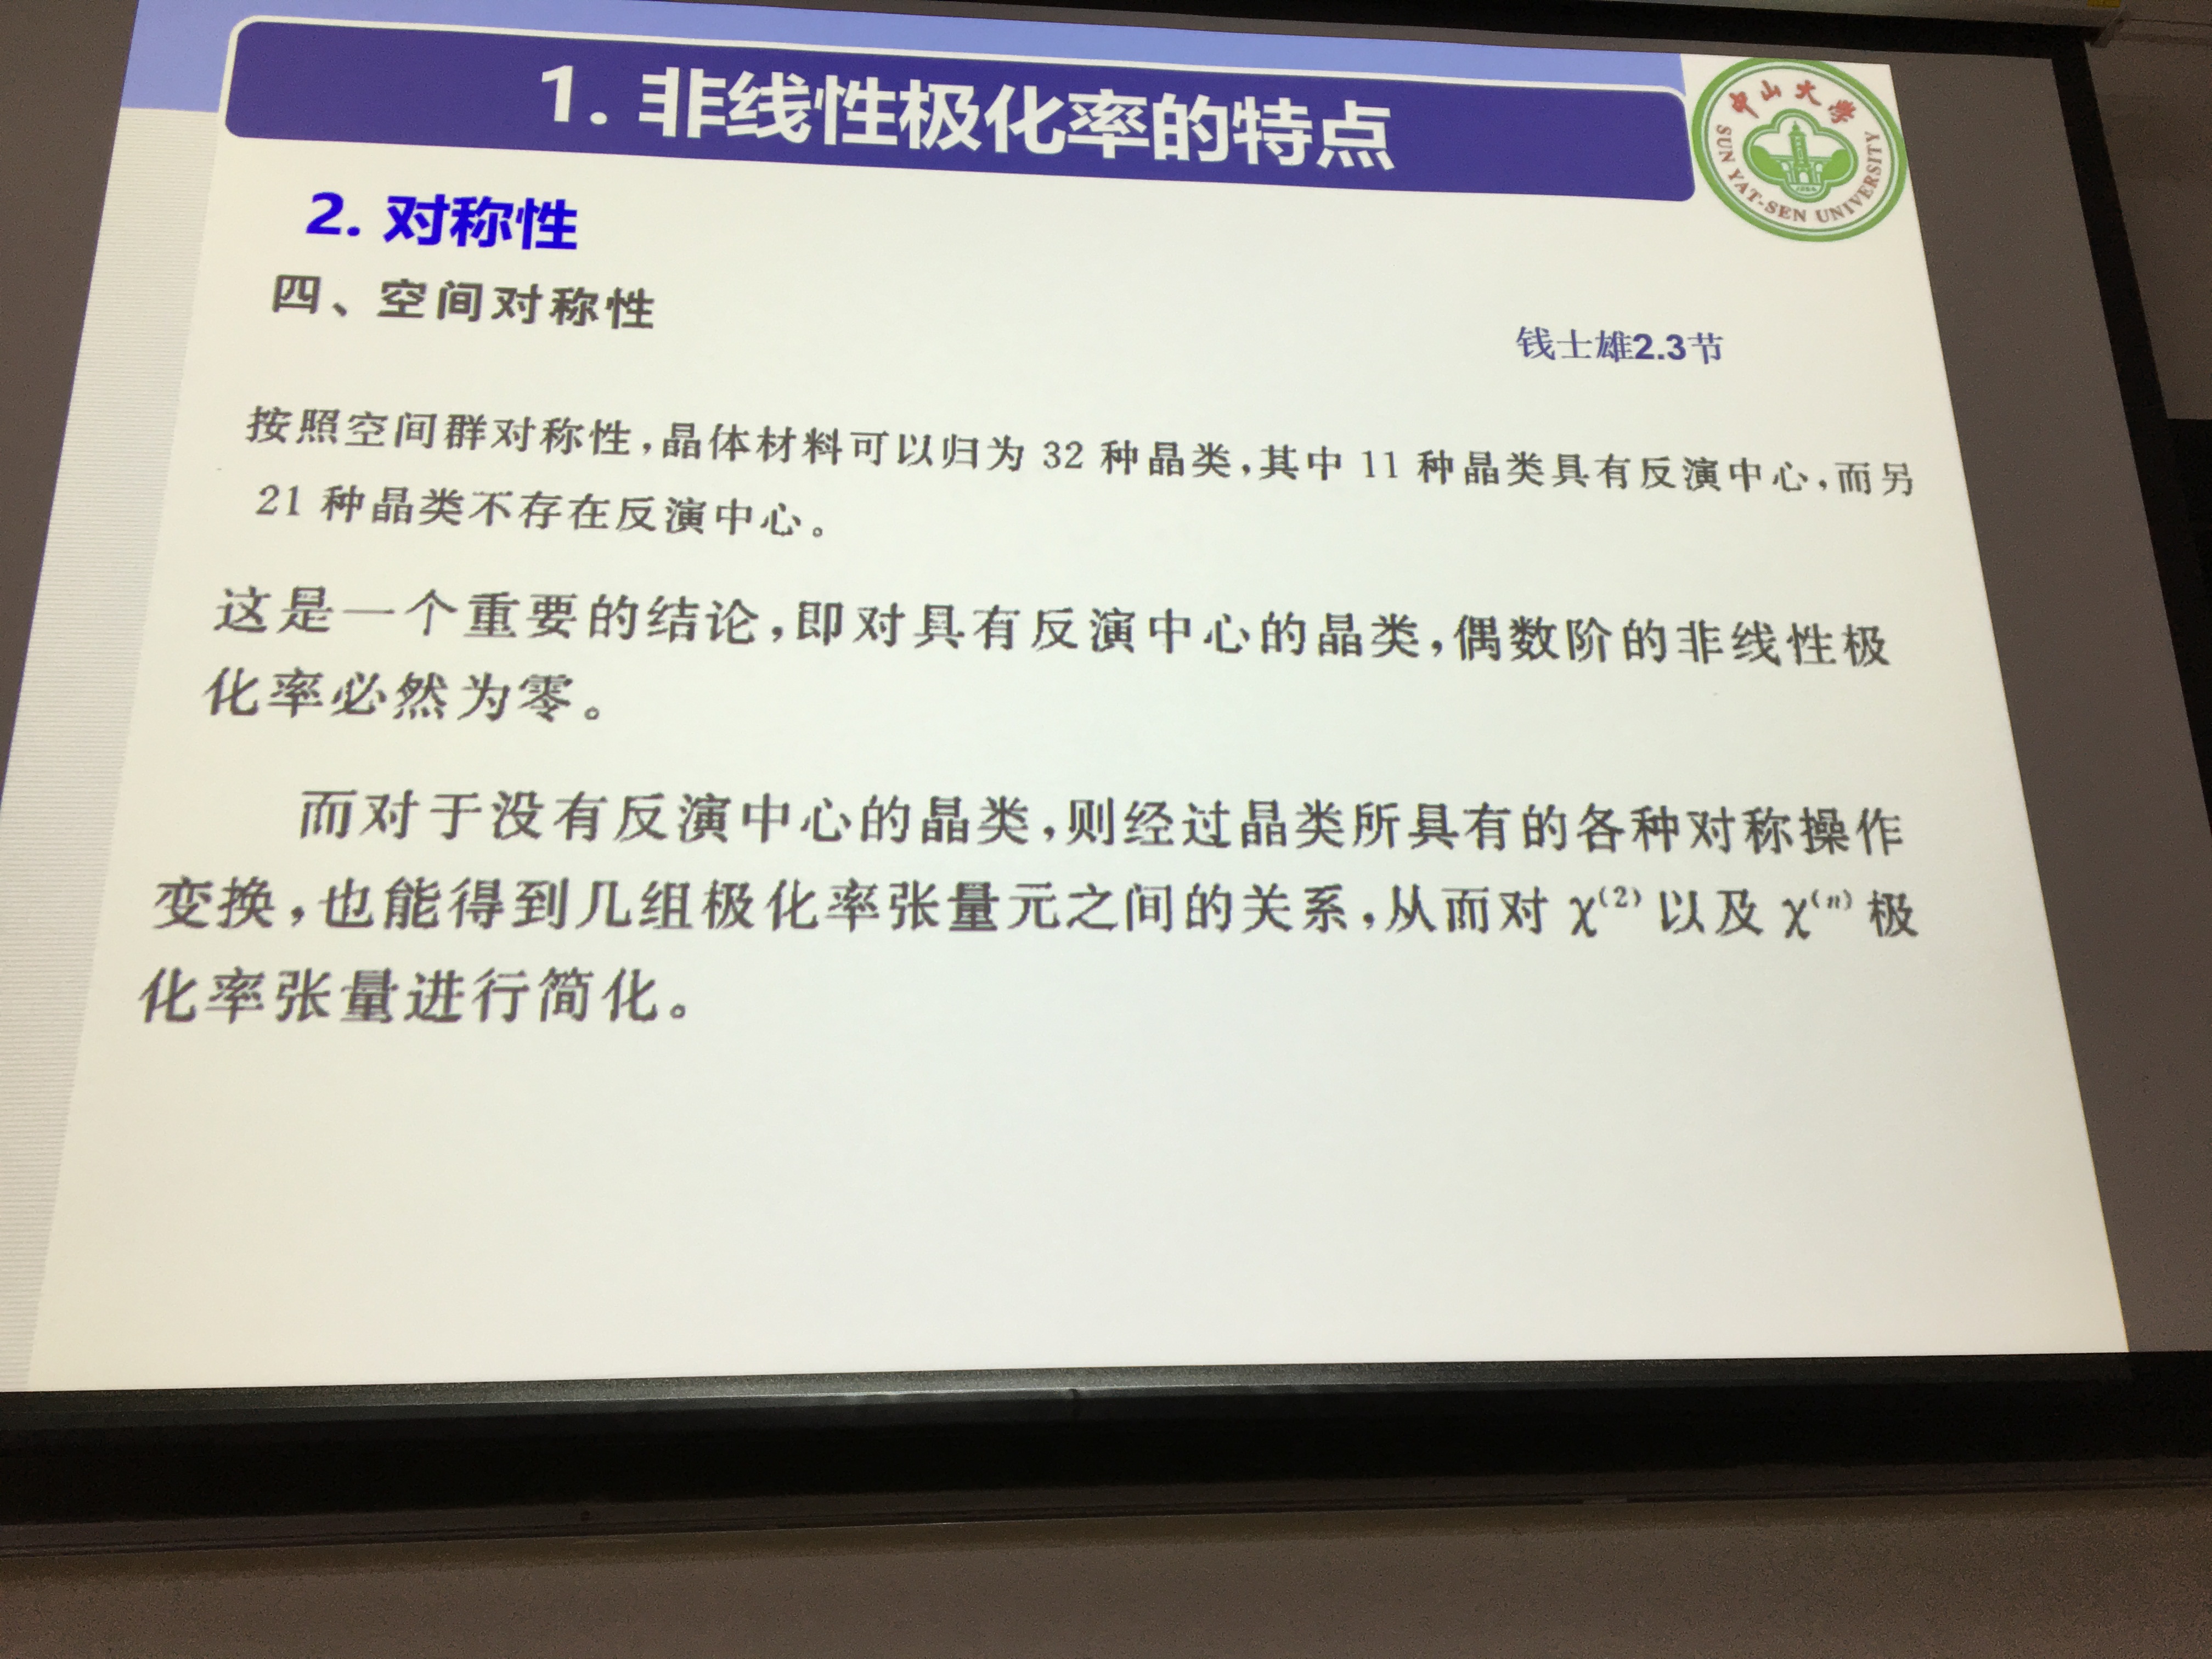 1. 非线性极化率的特点
中山大学
SUN YAT-SEN UNIVERSITY
1924
2. 对称性
四、空间对称性
钱士雄2.3节
按照空间群对称性，晶体材料可以归为 32 种晶类，其中 11 种晶类具有反演中心，而另
21 种晶类不存在反演中心。
这是一个重要的结论，即对具有反演中心的晶类，偶数阶的非线性极
化率必然为零。
而对于没有反演中心的晶类，则经过晶类所具有的各种对称操作
变换，也能得到几组极化率张量元之间的关系，从而对 χ⁽²⁾ 以及 χ⁽ⁿ⁾ 极
化率张量进行简化。